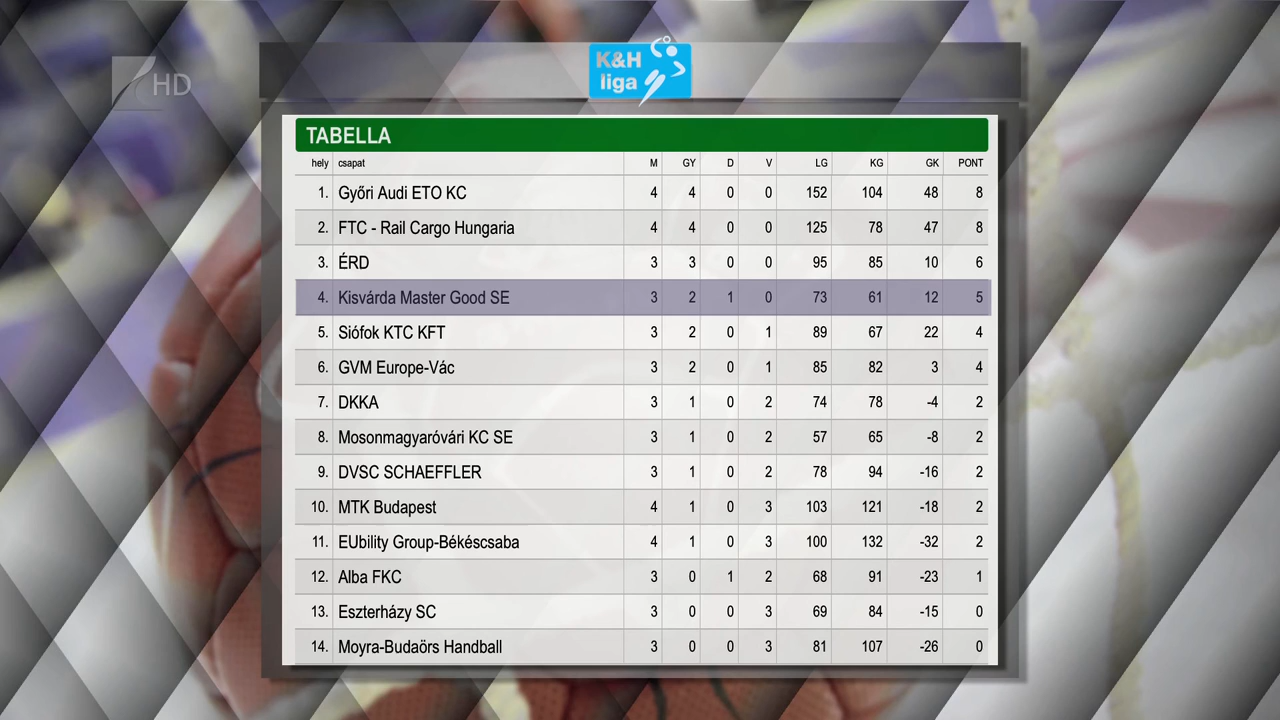 HD
K&H
liga
TABELLA
hely csapat M GY D V LG KG GK PONT
1. Győri Audi ETO KC 4 4 0 0 152 104 48 8
2. FTC - Rail Cargo Hungaria 4 4 0 0 125 78 47 8
3. ÉRD 3 3 0 0 95 85 10 6
4. Kisvárda Master Good SE 3 2 1 0 73 61 12 5
5. Siófok KTC KFT 3 2 0 1 89 67 22 4
6. GVM Europe-Vác 3 2 0 1 85 82 3 4
7. DKKA 3 1 0 2 74 78 -4 2
8. Mosonmagyaróvári KC SE 3 1 0 2 57 65 -8 2
9. DVSC SCHAEFFLER 3 1 0 2 78 94 -16 2
10. MTK Budapest 4 1 0 3 103 121 -18 2
11. EUbility Group-Békéscsaba 4 1 0 3 100 132 -32 2
12. Alba FKC 3 0 1 2 68 91 -23 1
13. Eszterházy SC 3 0 0 3 69 84 -15 0
14. Moyra-Budaörs Handball 3 0 0 3 81 107 -26 0